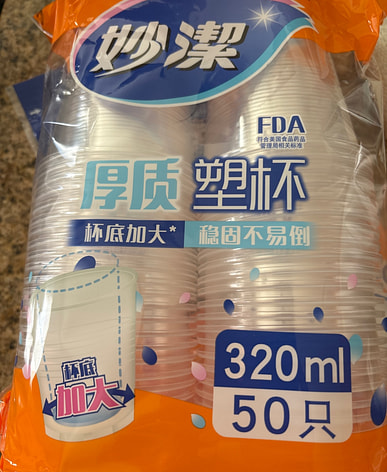 妙潔
FDA
符合美国食品药品
管理局相关标准
厚质 塑杯
杯底加大* 稳固不易倒
杯底
加大
320ml
50只